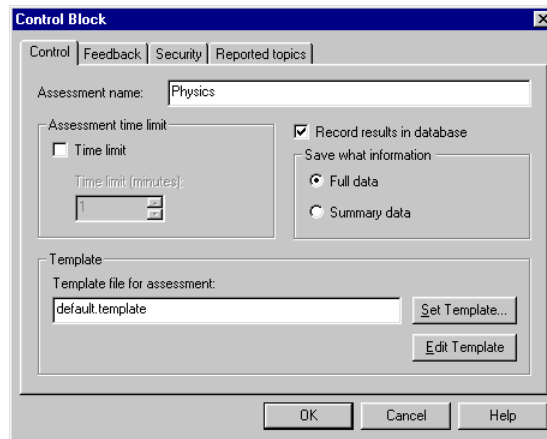 Control Block
Control Feedback Security Reported topics
Assessment name: Physics
Assessment time limit
Time limit
Time limit (minutes):
1
Record results in database
Save what information
Full data
Summary data
Template
Template file for assessment:
default.template
Set Template...
Edit Template
OK Cancel Help